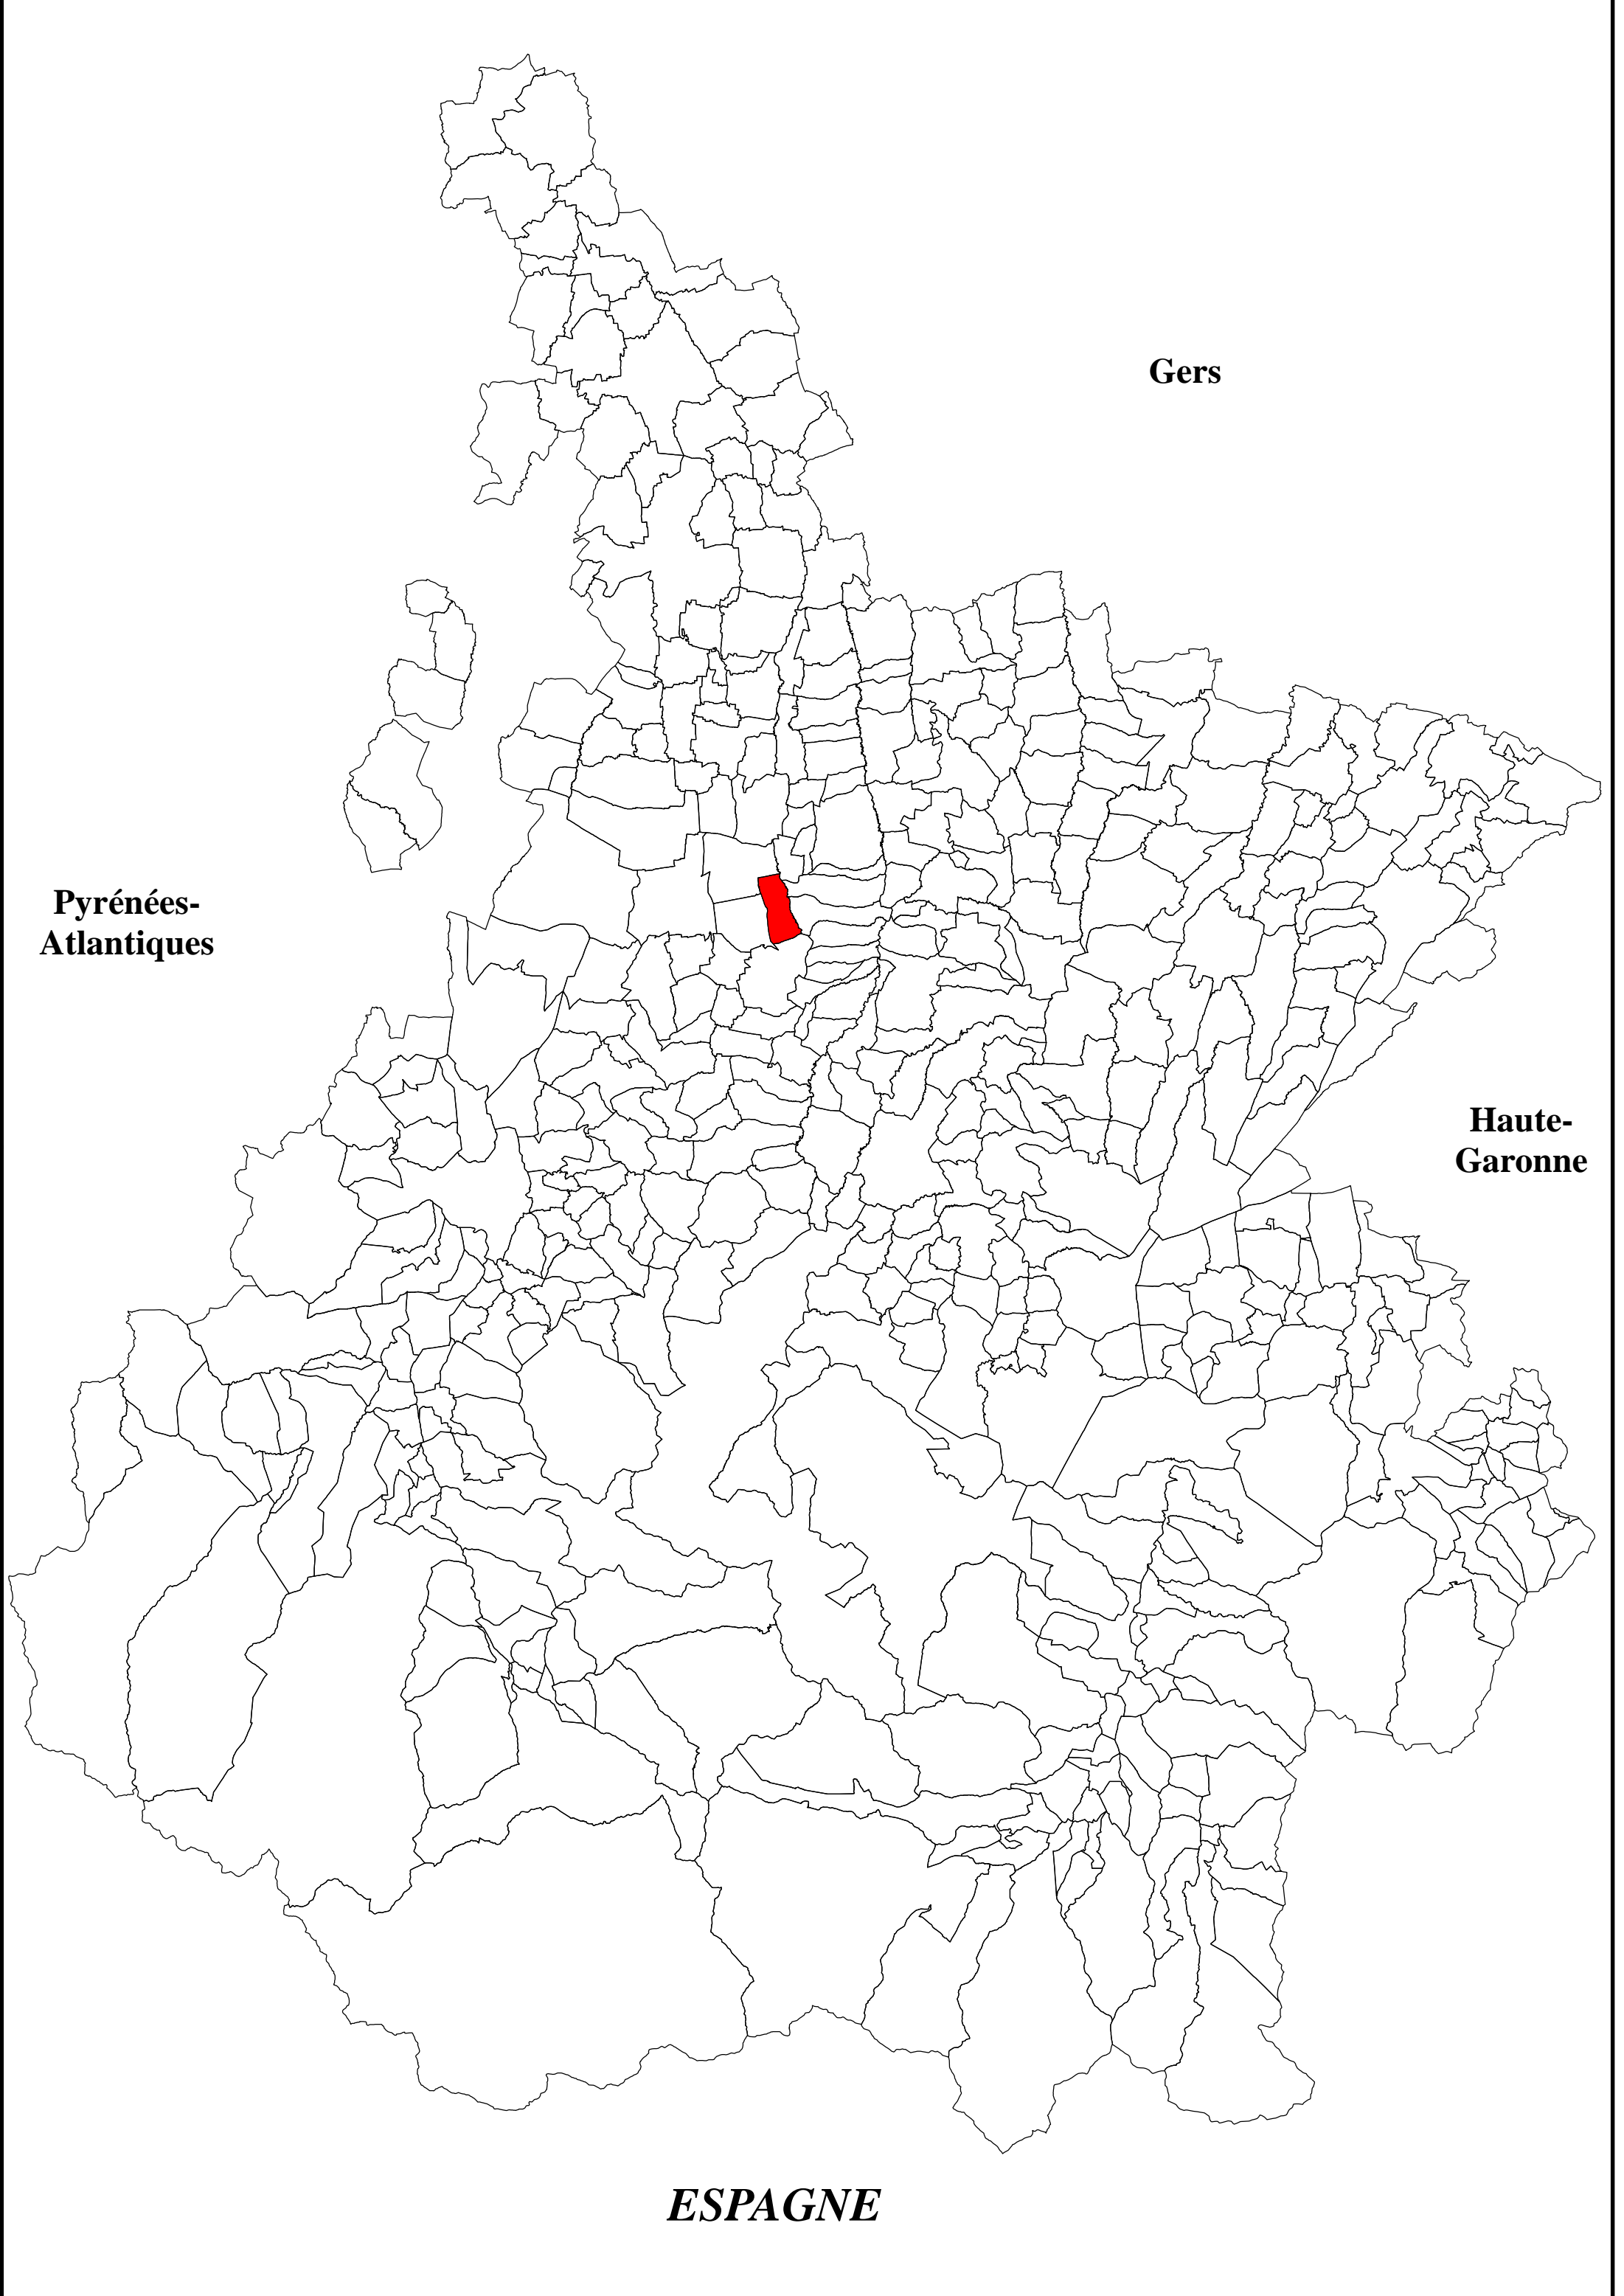 Gers
Pyrénées-
Atlantiques
Haute-
Garonne
ESPAGNE